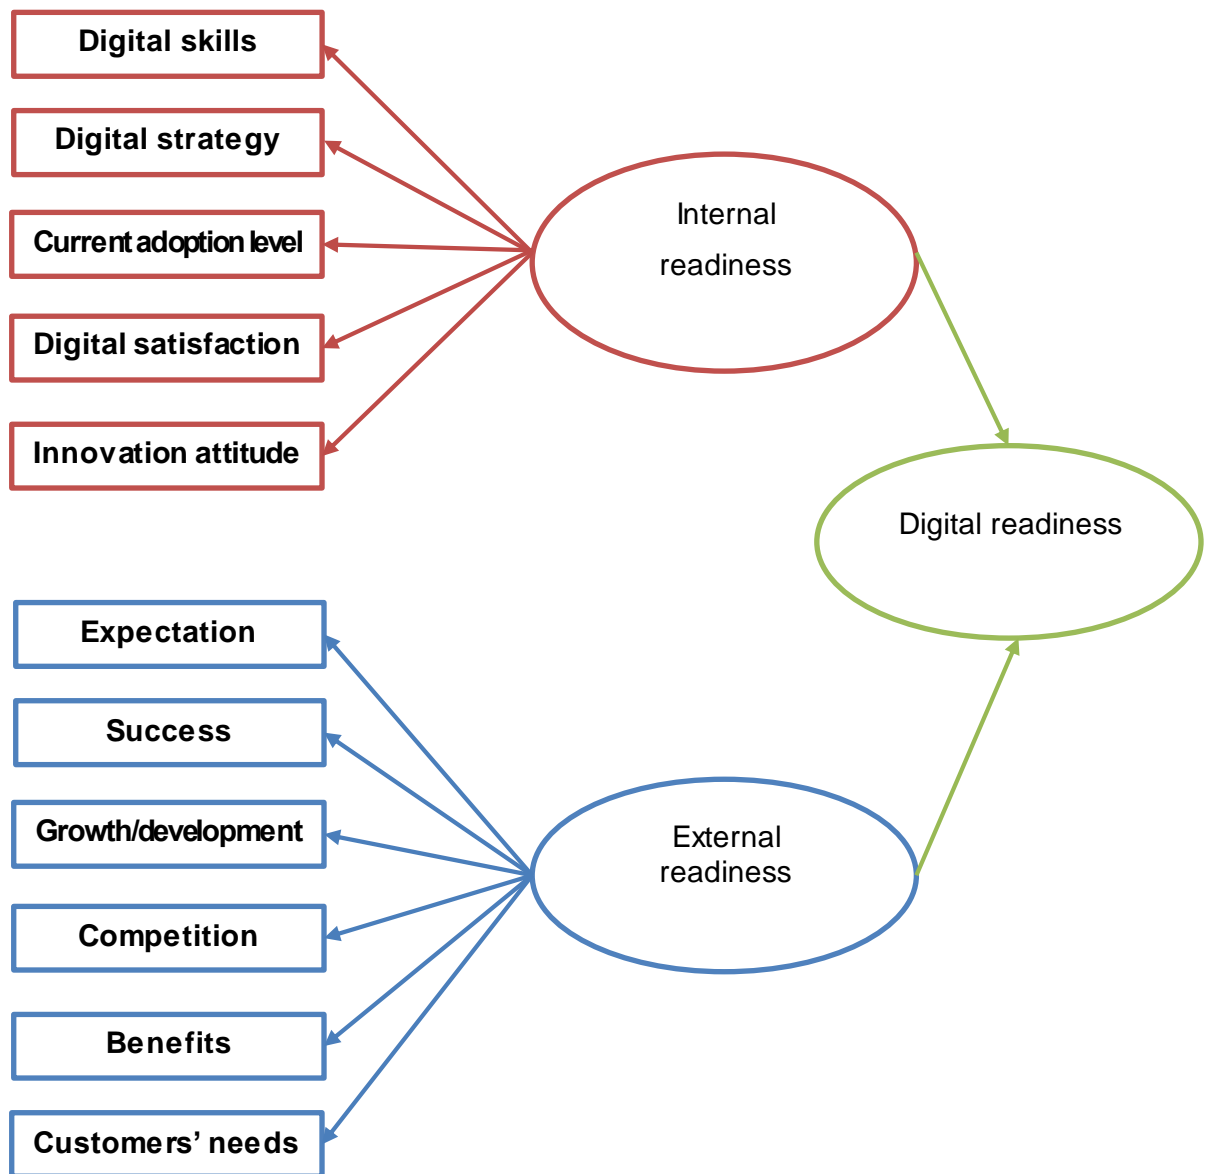 Digital skills
Digital strategy
Current adoption level
Digital satisfaction
Innovation attitude
Internal
readiness
Digital readiness
Expectation
Success
Growth/development
Competition
Benefits
Customers’ needs
External
readiness